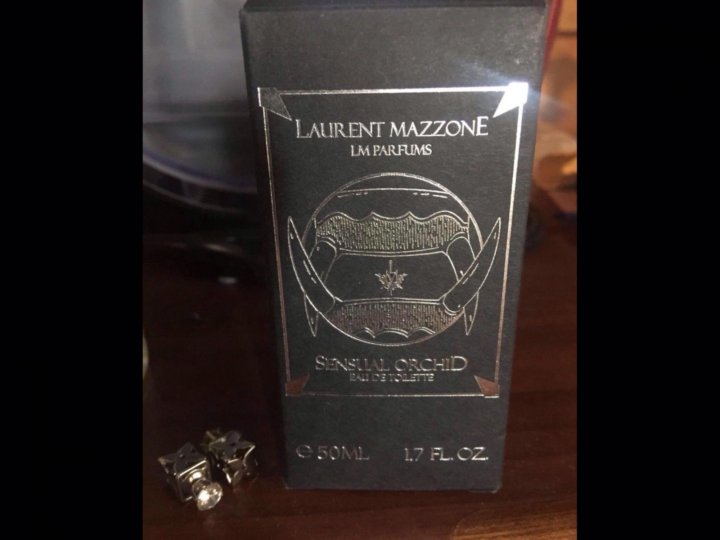 LAURENT MAZZONE
LM PARFUMS
SENSUAL ORCHID
EAU DE TOILETTE
℮ 50ML 1.7 FL. OZ.